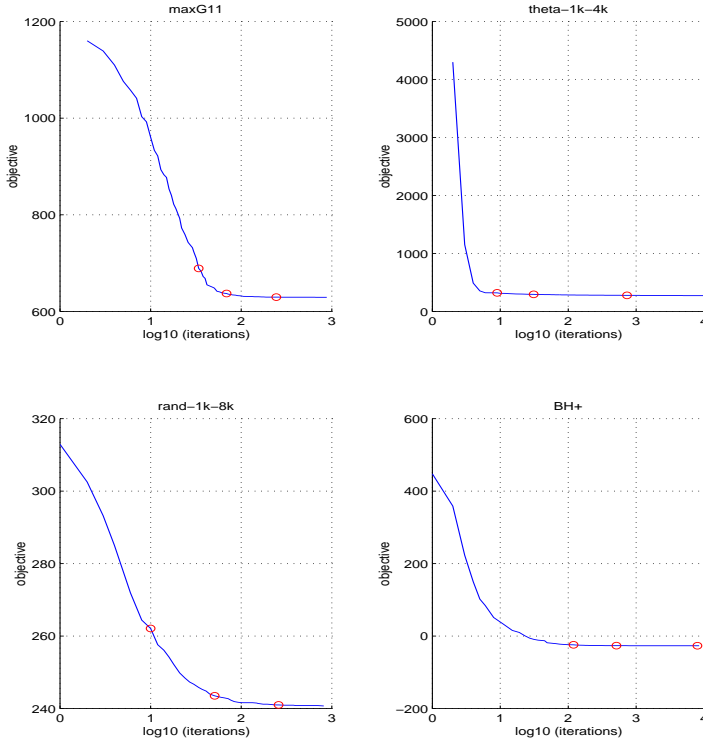 maxG11
1200
1000
800
600
objective
0 1 2 3
log10 (iterations)
theta−1k−4k
5000
4000
3000
2000
1000
0
objective
0 1 2 3 4
log10 (iterations)
rand−1k−8k
320
300
280
260
240
objective
0 1 2 3
log10 (iterations)
BH+
600
400
200
0
−200
objective
0 1 2 3 4
log10 (iterations)